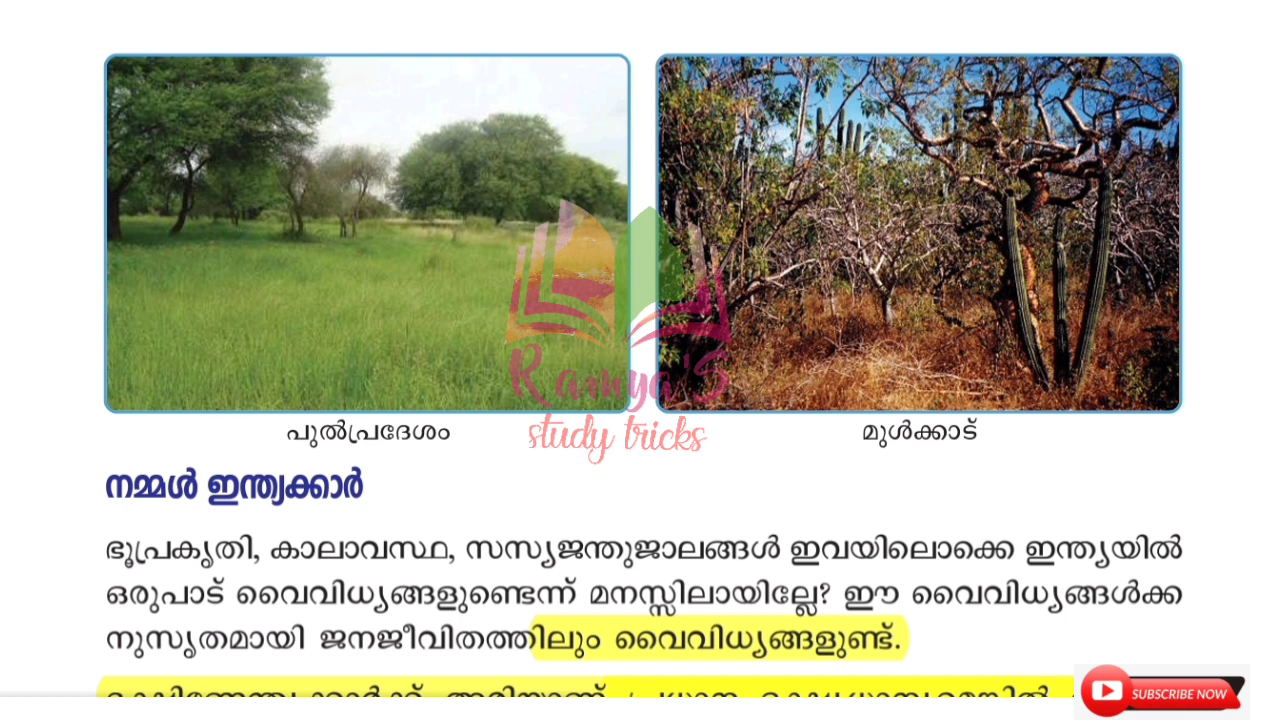 പുൽപ്രദേശം
മുൾക്കാട്
Ramya'S
study tricks
നമ്മൾ ഇന്ത്യക്കാർ
ഭൂപ്രകൃതി, കാലാവസ്ഥ, സസ്യജന്തുജാലങ്ങൾ ഇവയിലൊക്കെ ഇന്ത്യയിൽ
ഒരുപാട് വൈവിധ്യങ്ങളുണ്ടെന്ന് മനസ്സിലായില്ലേ? ഈ വൈവിധ്യങ്ങൾക്ക
നുസൃതമായി ജനജീവിതത്തിലും വൈവിധ്യങ്ങളുണ്ട്.
SUBSCRIBE NOW